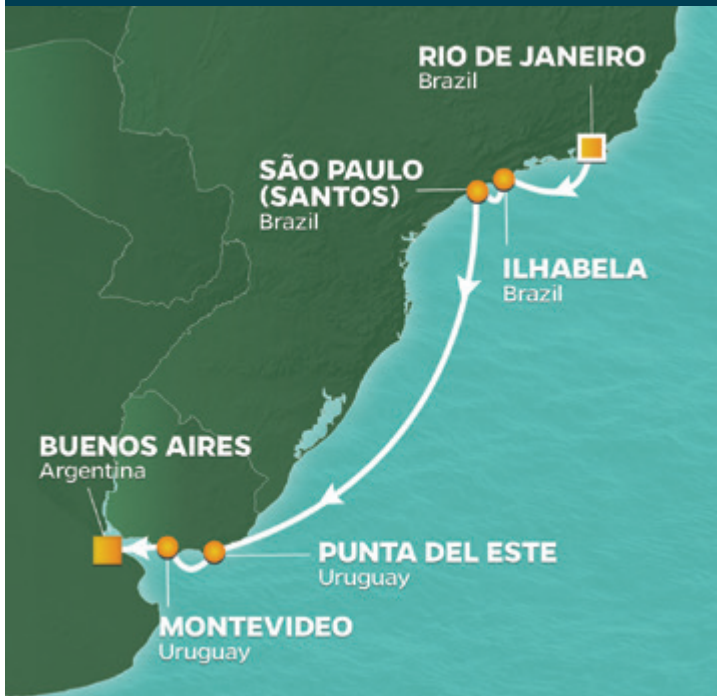 RIO DE JANEIRO
Brazil
SÃO PAULO
(SANTOS)
Brazil
ILHABELA
Brazil
BUENOS AIRES
Argentina
PUNTA DEL ESTE
Uruguay
MONTEVIDEO
Uruguay